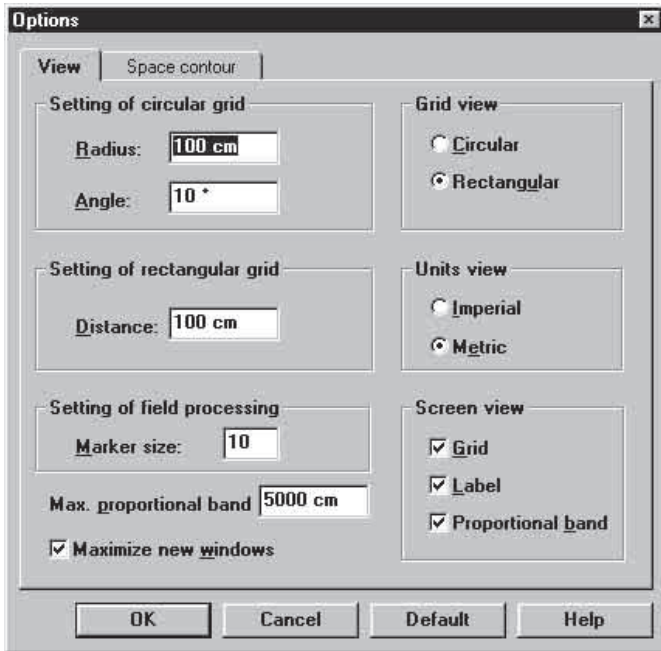 Options
View
Space contour
Setting of circular grid
Radius: 100 cm
Angle: 10 °
Grid view
Circular
Rectangular
Setting of rectangular grid
Distance: 100 cm
Units view
Imperial
Metric
Setting of field processing
Marker size: 10
Max. proportional band 5000 cm
Maximize new windows
Screen view
Grid
Label
Proportional band
OK
Cancel
Default
Help